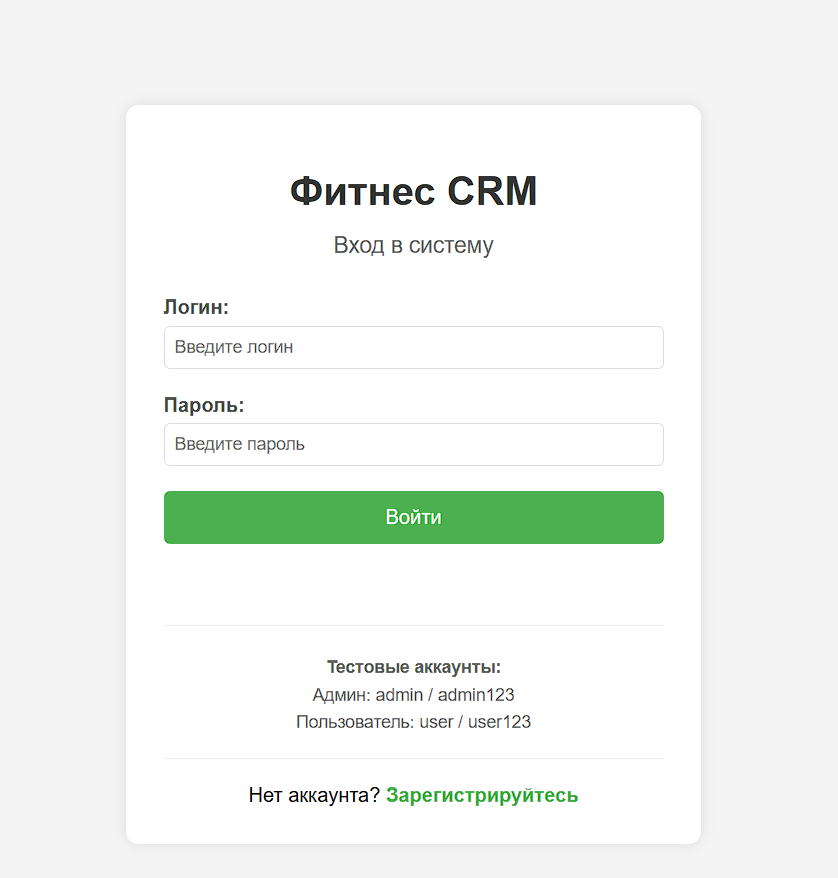 Фитнес CRM
Вход в систему
Логин:
Введите логин
Пароль:
Введите пароль
Войти
Тестовые аккаунты:
Админ: admin / admin123
Пользователь: user / user123
Нет аккаунта? Зарегистрируйтесь